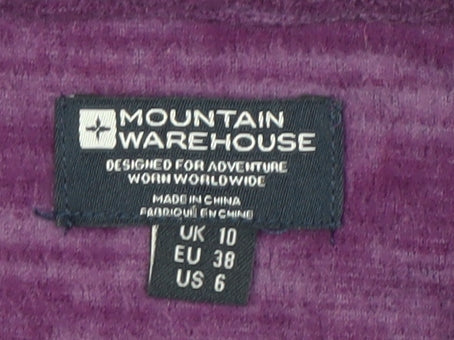 MOUNTAIN
WAREHOUSE
DESIGNED FOR ADVENTURE
WORN WORLDWIDE
MADE IN CHINA
FABRIQUÉ EN CHINE
UK 10
EU 38
US 6